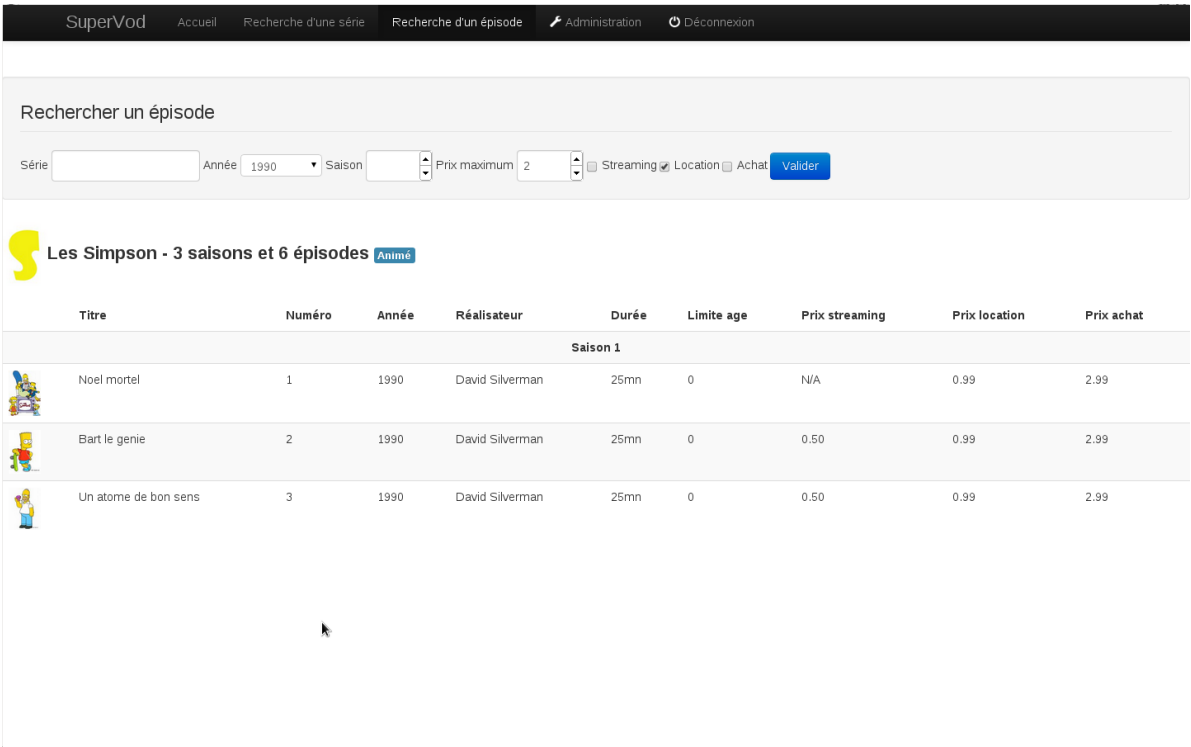 SuperVod Accueil Recherche d'une série Recherche d'un épisode Administration Déconnexion
Rechercher un épisode
Série Année 1990 Saison Prix maximum 2 Streaming Location Achat Valider
Les Simpson - 3 saisons et 6 épisodes Animé
Titre Numéro Année Réalisateur Durée Limite age Prix streaming Prix location Prix achat
Saison 1
Noel mortel 1 1990 David Silverman 25mn 0 N/A 0.99 2.99
Bart le genie 2 1990 David Silverman 25mn 0 0.50 0.99 2.99
Un atome de bon sens 3 1990 David Silverman 25mn 0 0.50 0.99 2.99